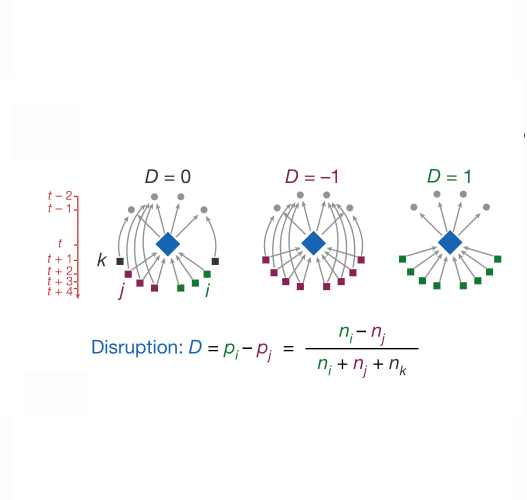 D = 0 D = −1 D = 1
t − 2
t − 1
t
t + 1
t + 2
t + 3
t + 4
k
j i
Disruption: D = p_i − p_j = \frac{n_i − n_j}{n_i + n_j + n_k}